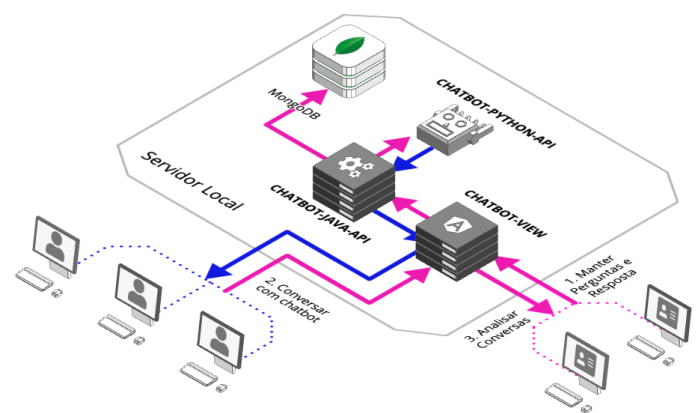 MongoDB
CHATBOT-PYTHON-API
Servidor Local
CHATBOT-JAVA-API
CHATBOT-VIEW
A
2. Conversar
com chatbot
1. Manter
Perguntas e
Resposta
3. Analisar
Conversas